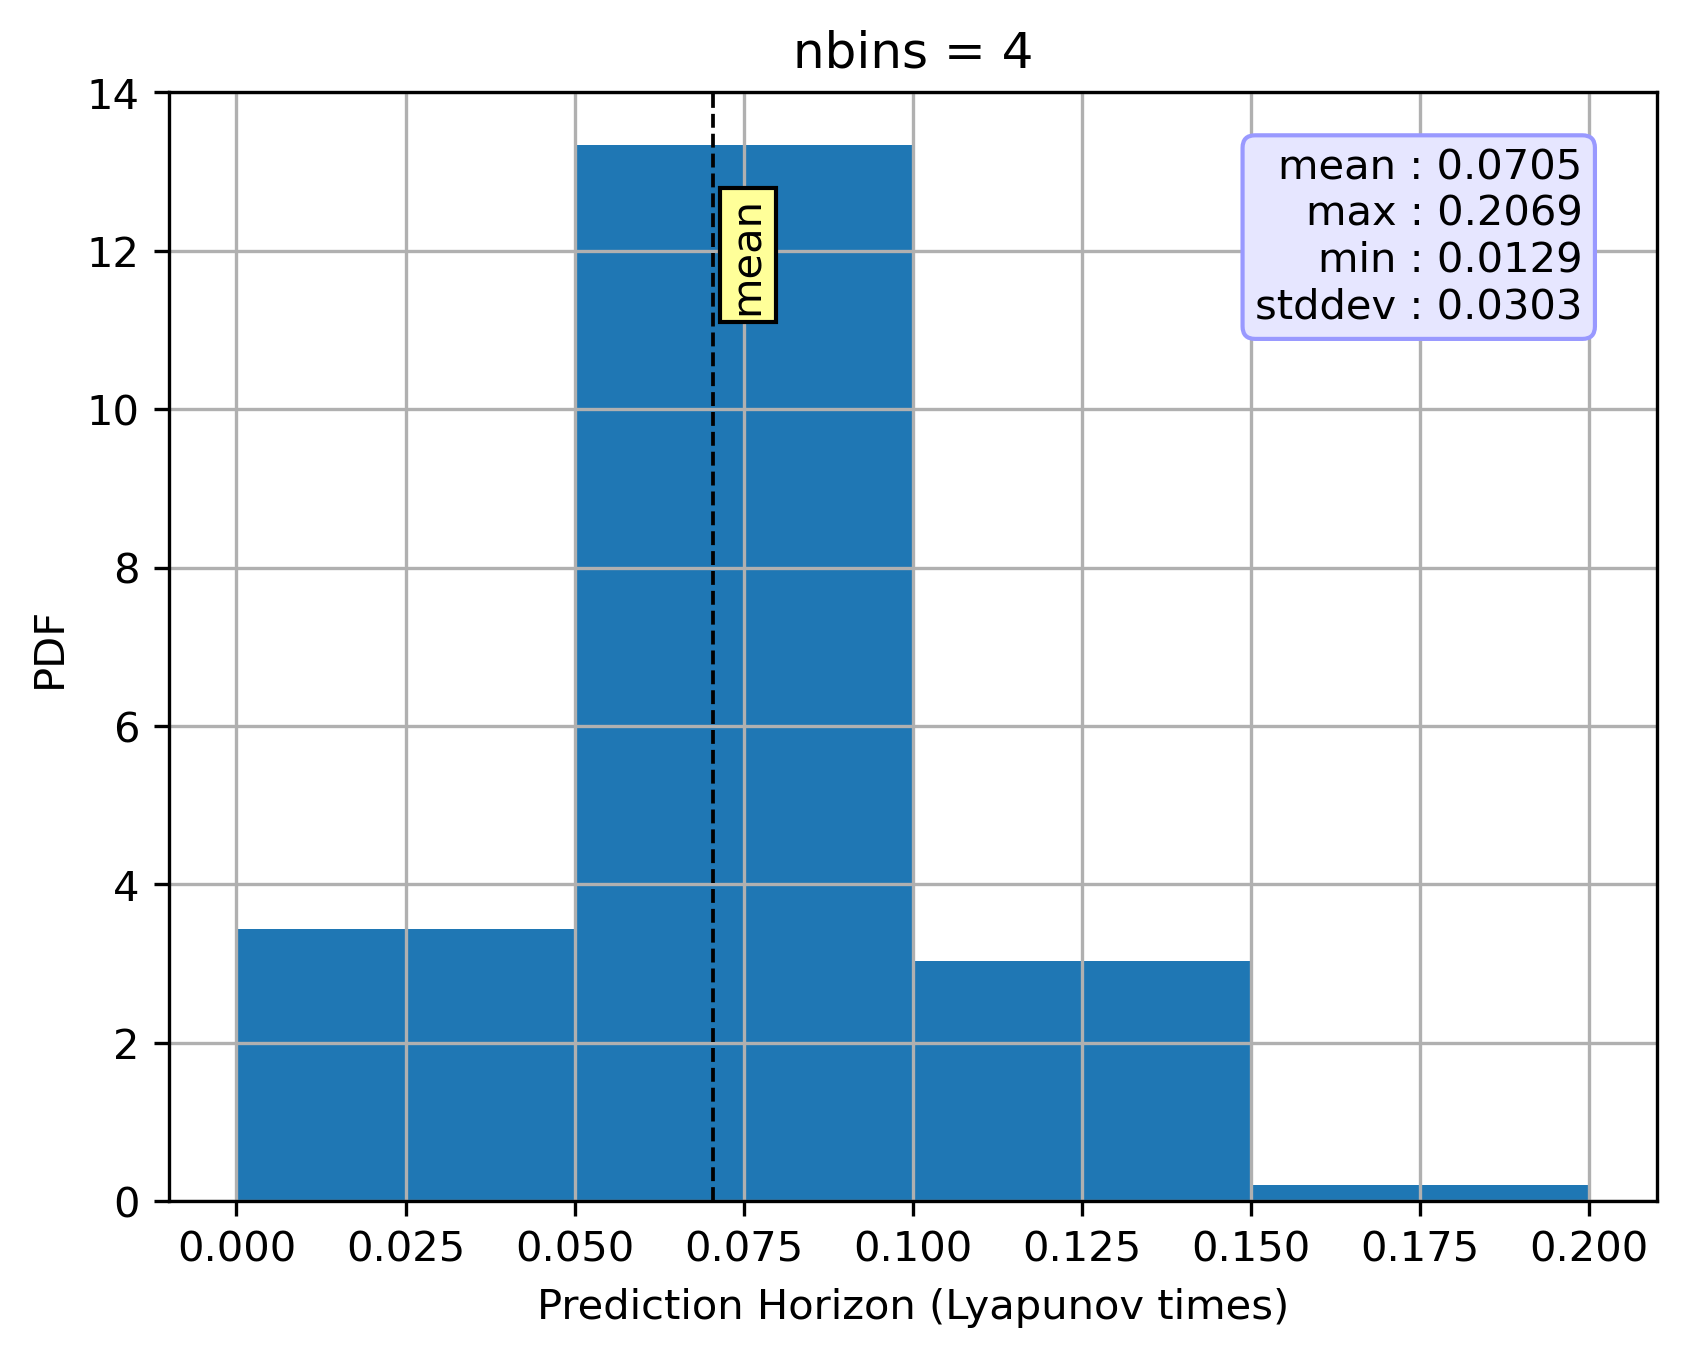 nbins = 4
14
12
10
8
6
4
2
0
PDF
mean
mean : 0.0705
max : 0.2069
min : 0.0129
stddev : 0.0303
0.000 0.025 0.050 0.075 0.100 0.125 0.150 0.175 0.200
Prediction Horizon (Lyapunov times)